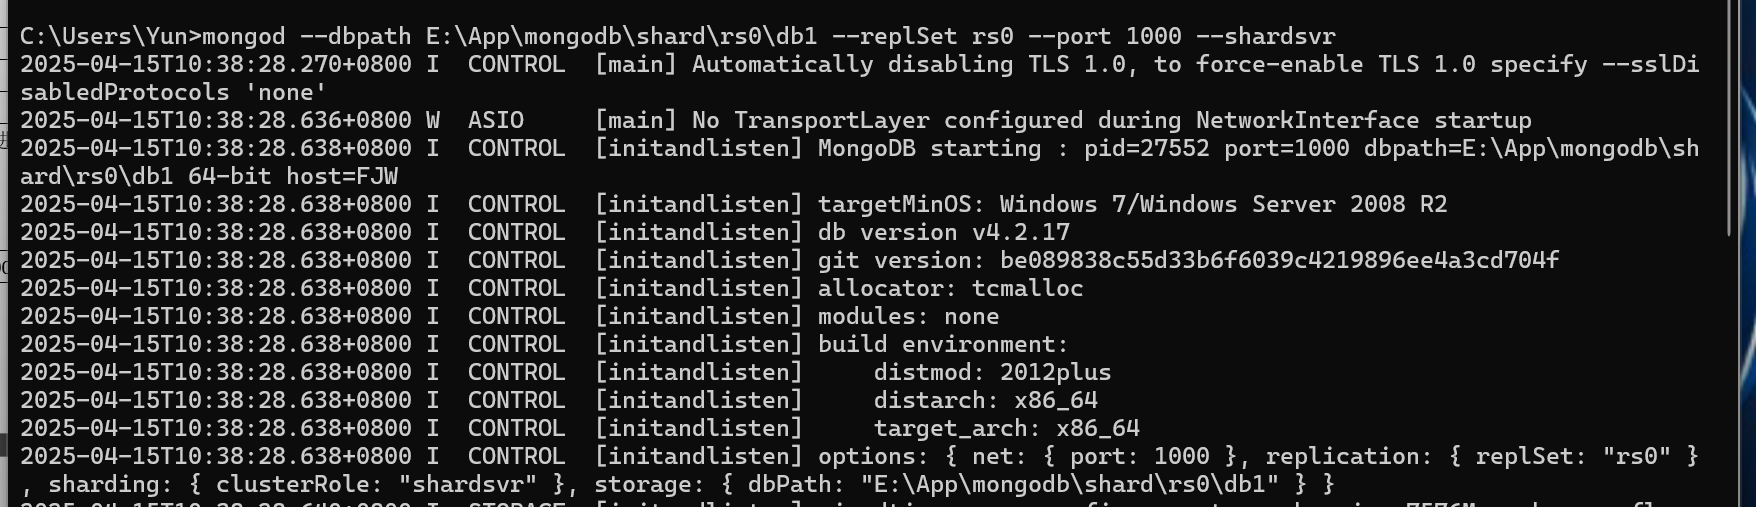 C:\Users\Yun>mongod --dbpath E:\App\mongodb\shard\rs0\db1 --replSet rs0 --port 1000 --shardsvr
2025-04-15T10:38:28.270+0800 I  CONTROL  [main] Automatically disabling TLS 1.0, to force-enable TLS 1.0 specify --sslDi
sabledProtocols 'none'
2025-04-15T10:38:28.636+0800 W  ASIO     [main] No TransportLayer configured during NetworkInterface startup
2025-04-15T10:38:28.638+0800 I  CONTROL  [initandlisten] MongoDB starting : pid=27552 port=1000 dbpath=E:\App\mongodb\sh
ard\rs0\db1 64-bit host=FJW
2025-04-15T10:38:28.638+0800 I  CONTROL  [initandlisten] targetMinOS: Windows 7/Windows Server 2008 R2
2025-04-15T10:38:28.638+0800 I  CONTROL  [initandlisten] db version v4.2.17
2025-04-15T10:38:28.638+0800 I  CONTROL  [initandlisten] git version: be089838c55d33b6f6039c4219896ee4a3cd704f
2025-04-15T10:38:28.638+0800 I  CONTROL  [initandlisten] allocator: tcmalloc
2025-04-15T10:38:28.638+0800 I  CONTROL  [initandlisten] modules: none
2025-04-15T10:38:28.638+0800 I  CONTROL  [initandlisten] build environment:
2025-04-15T10:38:28.638+0800 I  CONTROL  [initandlisten]     distmod: 2012plus
2025-04-15T10:38:28.638+0800 I  CONTROL  [initandlisten]     distarch: x86_64
2025-04-15T10:38:28.638+0800 I  CONTROL  [initandlisten]     target_arch: x86_64
2025-04-15T10:38:28.638+0800 I  CONTROL  [initandlisten] options: { net: { port: 1000 }, replication: { replSet: "rs0" }
, sharding: { clusterRole: "shardsvr" }, storage: { dbPath: "E:\App\mongodb\shard\rs0\db1" } }